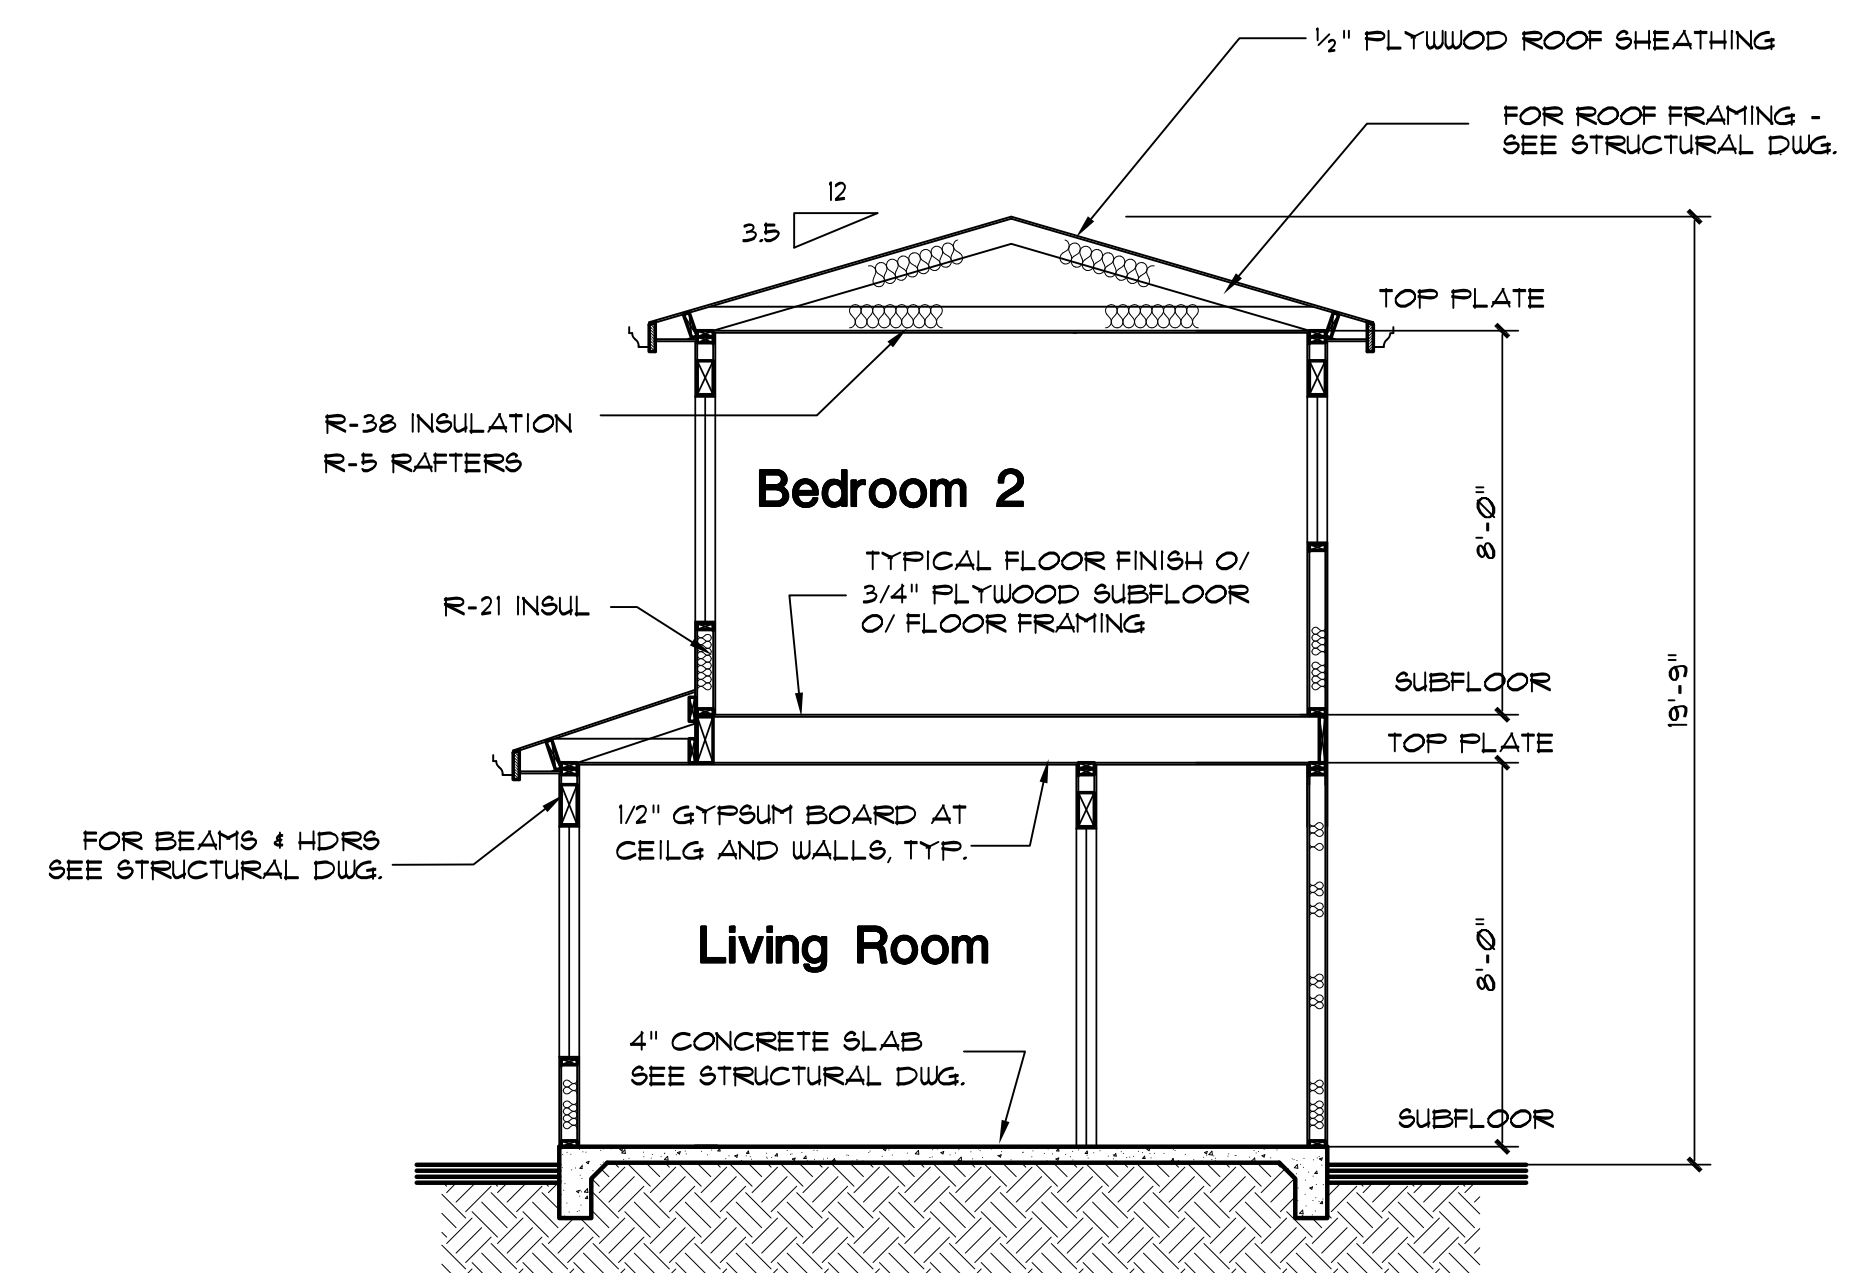 ½" PLYWWOD ROOF SHEATHING
FOR ROOF FRAMING -
SEE STRUCTURAL DWG.
12
3.5
TOP PLATE
R-38 INSULATION
R-5 RAFTERS
Bedroom 2
8'-0"
TYPICAL FLOOR FINISH O/
3/4" PLYWOOD SUBFLOOR
O/ FLOOR FRAMING
R-21 INSUL
19'-9"
SUBFLOOR
TOP PLATE
1/2" GYPSUM BOARD AT
CEILG AND WALLS, TYP.
FOR BEAMS & HDRS
SEE STRUCTURAL DWG.
Living Room
8'-0"
4" CONCRETE SLAB
SEE STRUCTURAL DWG.
SUBFLOOR